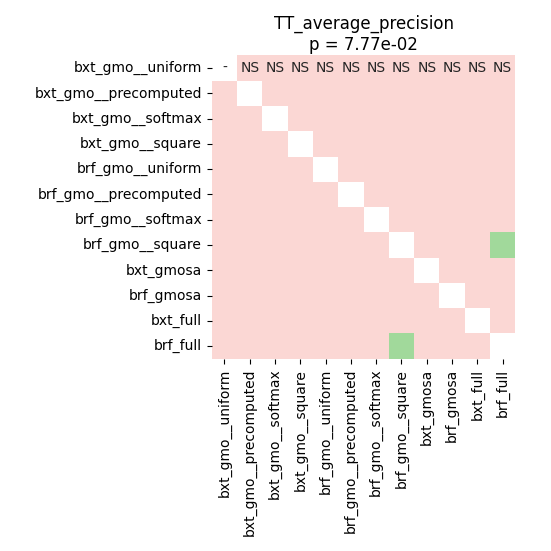 TT_average_precision
p = 7.77e-02
bxt_gmo__uniform - NS NS NS NS NS NS NS NS NS NS NS
bxt_gmo__precomputed
bxt_gmo__softmax
bxt_gmo__square
brf_gmo__uniform
brf_gmo__precomputed
brf_gmo__softmax
brf_gmo__square
bxt_gmosa
brf_gmosa
bxt_full
brf_full
bxt_gmo__uniform
bxt_gmo__precomputed
bxt_gmo__softmax
bxt_gmo__square
brf_gmo__uniform
brf_gmo__precomputed
brf_gmo__softmax
brf_gmo__square
bxt_gmosa
brf_gmosa
bxt_full
brf_full